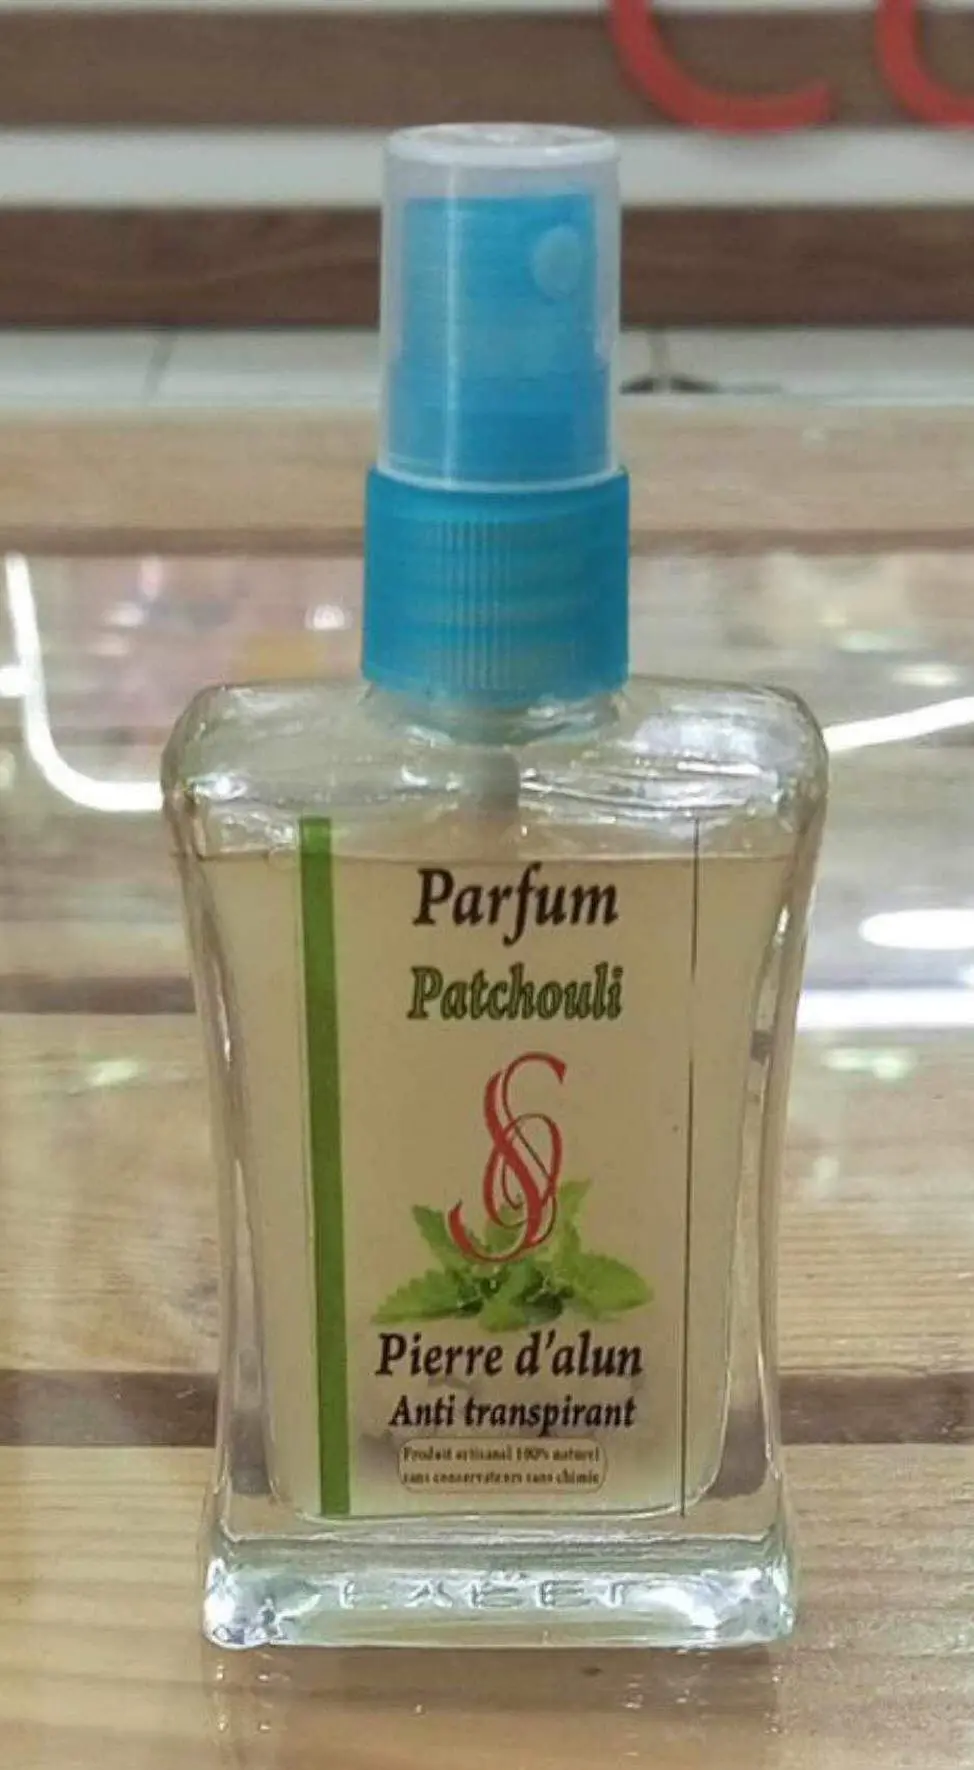 Parfum
Patchouli
Pierre d'alun
Anti transpirant
Produit artisanal 100% naturel
sans conservateurs sans chimie